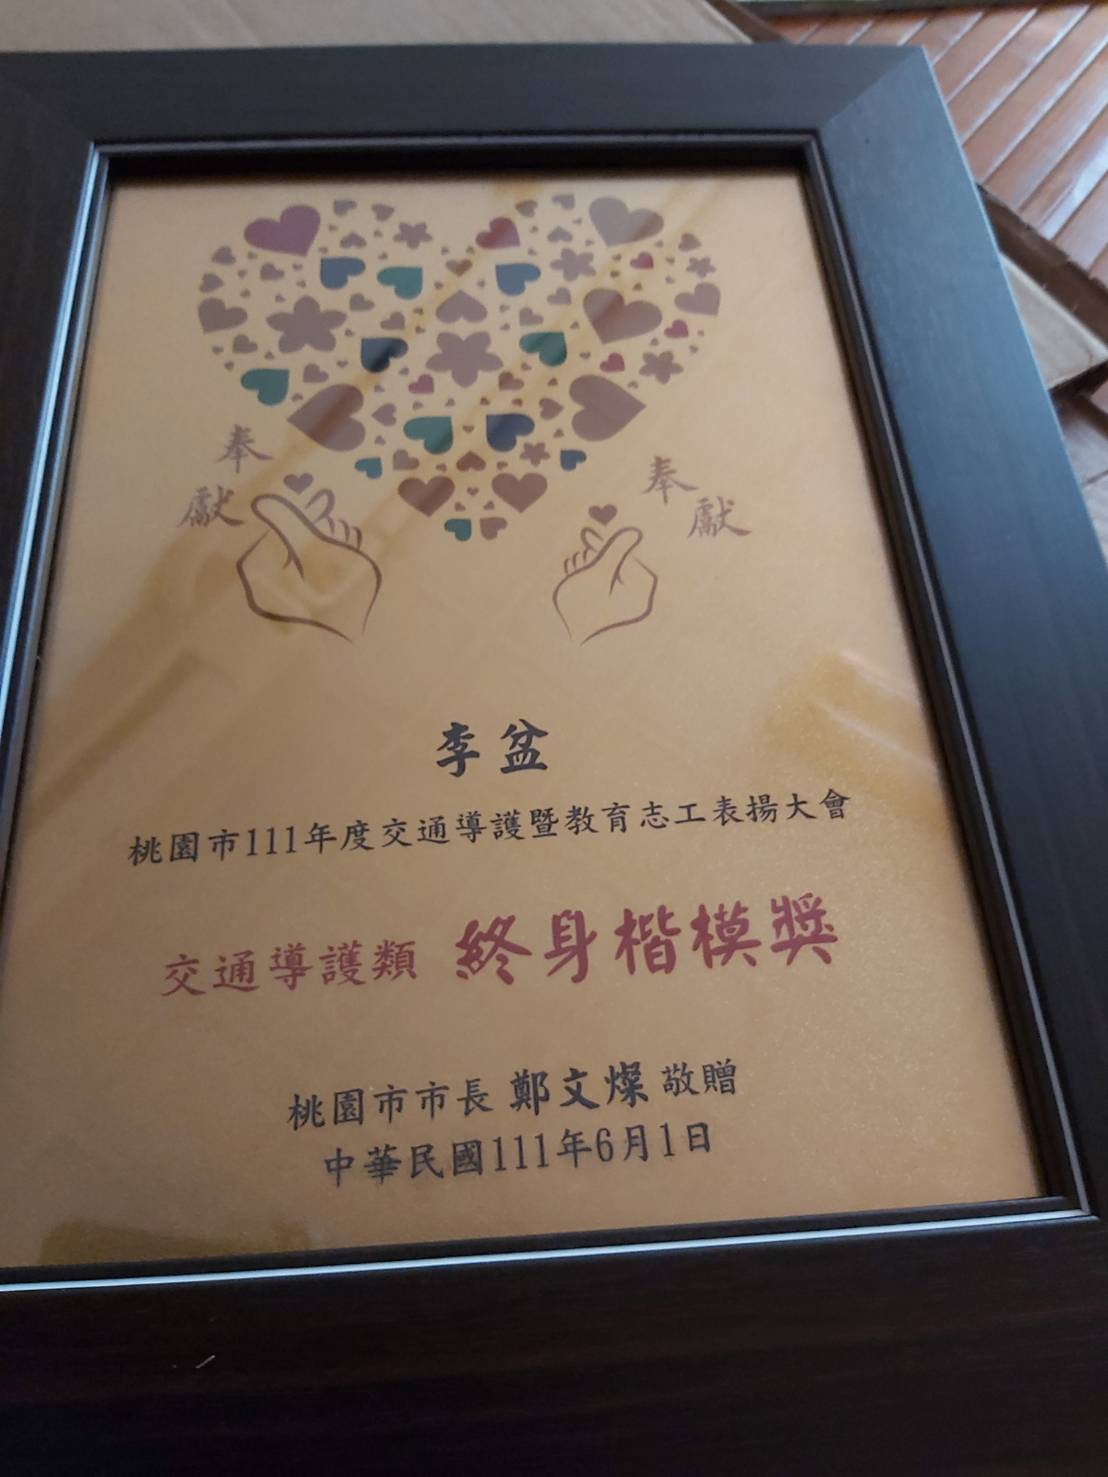 奉獻
奉獻
李盆
桃園市111年度交通導護暨教育志工表揚大會
交通導護類 終身楷模獎
桃園市市長 鄭文燦 敬贈
中華民國111年6月1日